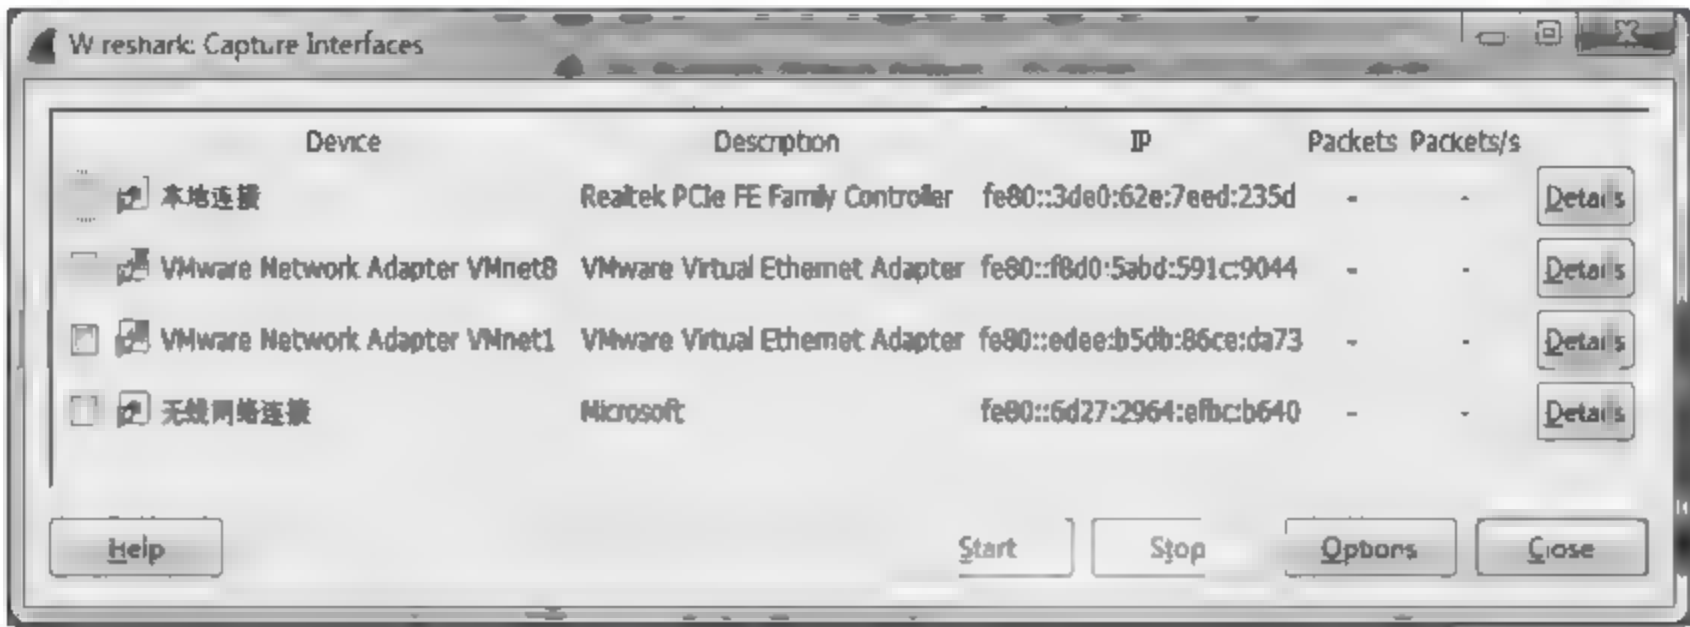 Wireshark: Capture Interfaces
Device Description IP Packets Packets/s
本地连接 Realtek PCIe FE Family Controller fe80::3de0:62e:7eed:235d - - Details
VMware Network Adapter VMnet8 VMware Virtual Ethernet Adapter fe80::f8d0:5abd:591c:9044 - - Details
VMware Network Adapter VMnet1 VMware Virtual Ethernet Adapter fe80::edee:b5db:86ce:da73 - - Details
无线网络连接 Microsoft fe80::6d27:2964:efbc:b640 - - Details
Help Start Stop Options Close